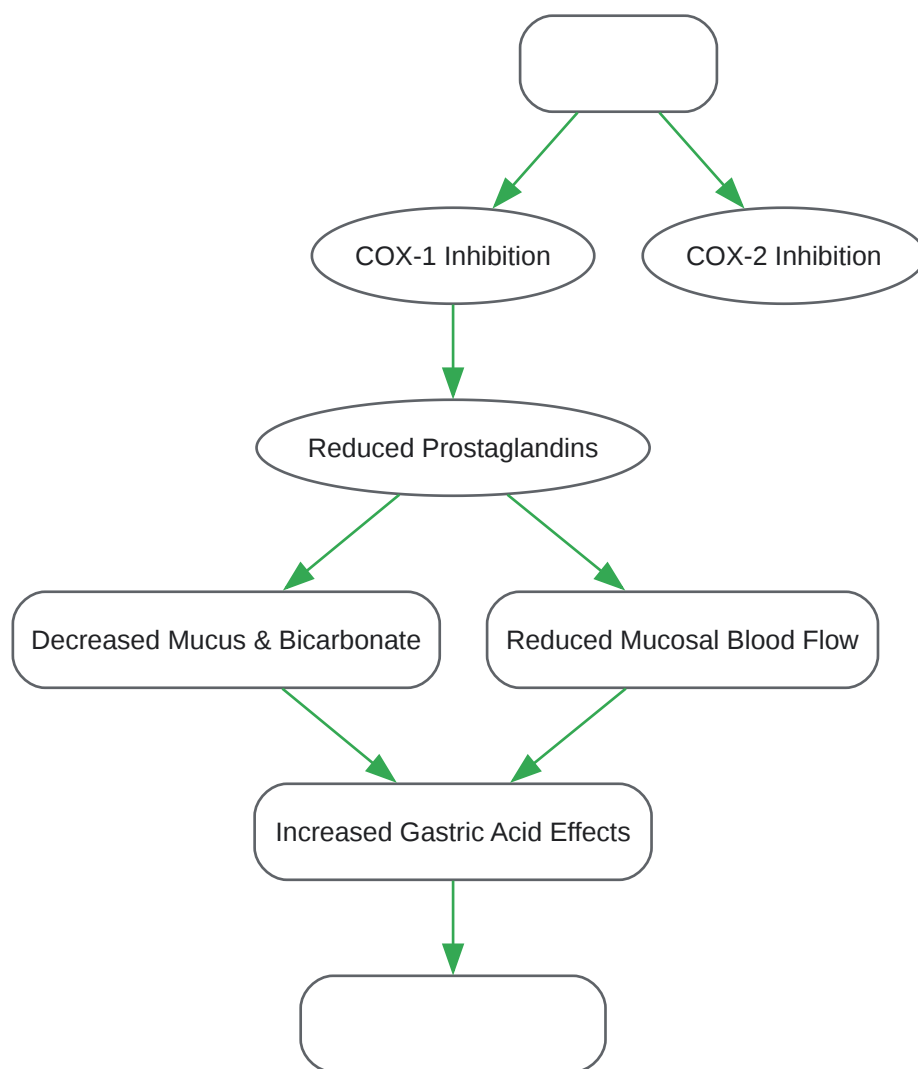 COX-1 Inhibition
COX-2 Inhibition
Reduced Prostaglandins
Decreased Mucus & Bicarbonate
Reduced Mucosal Blood Flow
Increased Gastric Acid Effects